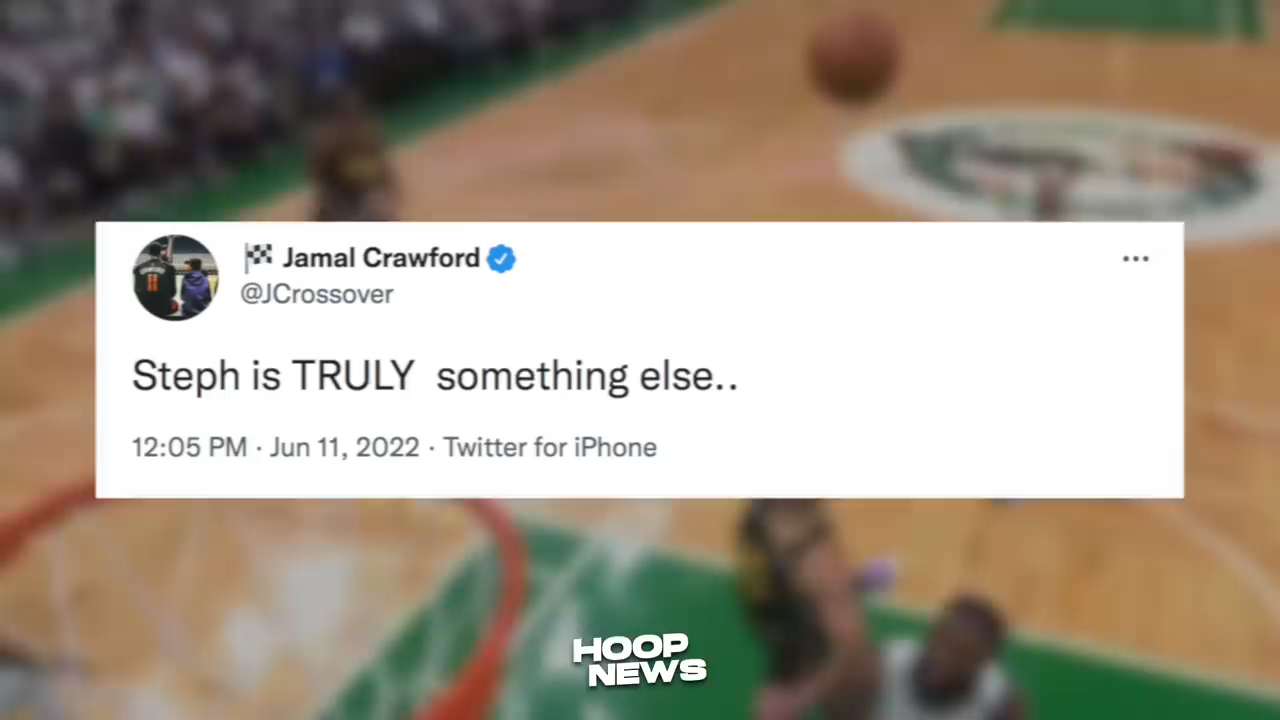 🏁 Jamal Crawford
@JCrossover
Steph is TRULY  something else..
12:05 PM · Jun 11, 2022 · Twitter for iPhone
HOOP
NEWS